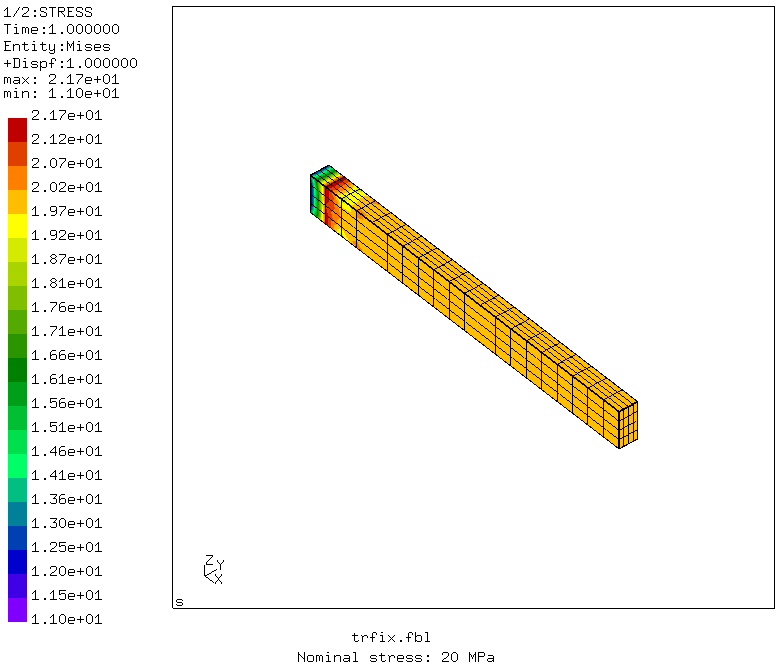 1/2:STRESS
Time:1.000000
Entity:Mises
+Dispf:1.000000
max: 2.17e+01
min: 1.10e+01
2.17e+01
2.12e+01
2.07e+01
2.02e+01
1.97e+01
1.92e+01
1.87e+01
1.81e+01
1.76e+01
1.71e+01
1.66e+01
1.61e+01
1.56e+01
1.51e+01
1.46e+01
1.41e+01
1.36e+01
1.30e+01
1.25e+01
1.20e+01
1.15e+01
1.10e+01
Z
Y
X
s
trfix.fbl
Nominal stress: 20 MPa